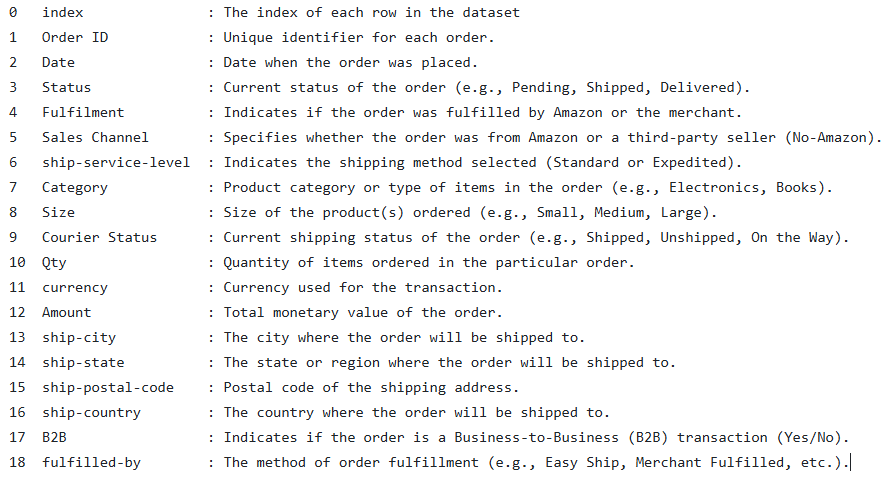 0 index : The index of each row in the dataset
1 Order ID : Unique identifier for each order.
2 Date : Date when the order was placed.
3 Status : Current status of the order (e.g., Pending, Shipped, Delivered).
4 Fulfilment : Indicates if the order was fulfilled by Amazon or the merchant.
5 Sales Channel : Specifies whether the order was from Amazon or a third-party seller (No-Amazon).
6 ship-service-level : Indicates the shipping method selected (Standard or Expedited).
7 Category : Product category or type of items in the order (e.g., Electronics, Books).
8 Size : Size of the product(s) ordered (e.g., Small, Medium, Large).
9 Courier Status : Current shipping status of the order (e.g., Shipped, Unshipped, On the Way).
10 Qty : Quantity of items ordered in the particular order.
11 currency : Currency used for the transaction.
12 Amount : Total monetary value of the order.
13 ship-city : The city where the order will be shipped to.
14 ship-state : The state or region where the order will be shipped to.
15 ship-postal-code : Postal code of the shipping address.
16 ship-country : The country where the order will be shipped to.
17 B2B : Indicates if the order is a Business-to-Business (B2B) transaction (Yes/No).
18 fulfilled-by : The method of order fulfillment (e.g., Easy Ship, Merchant Fulfilled, etc.).